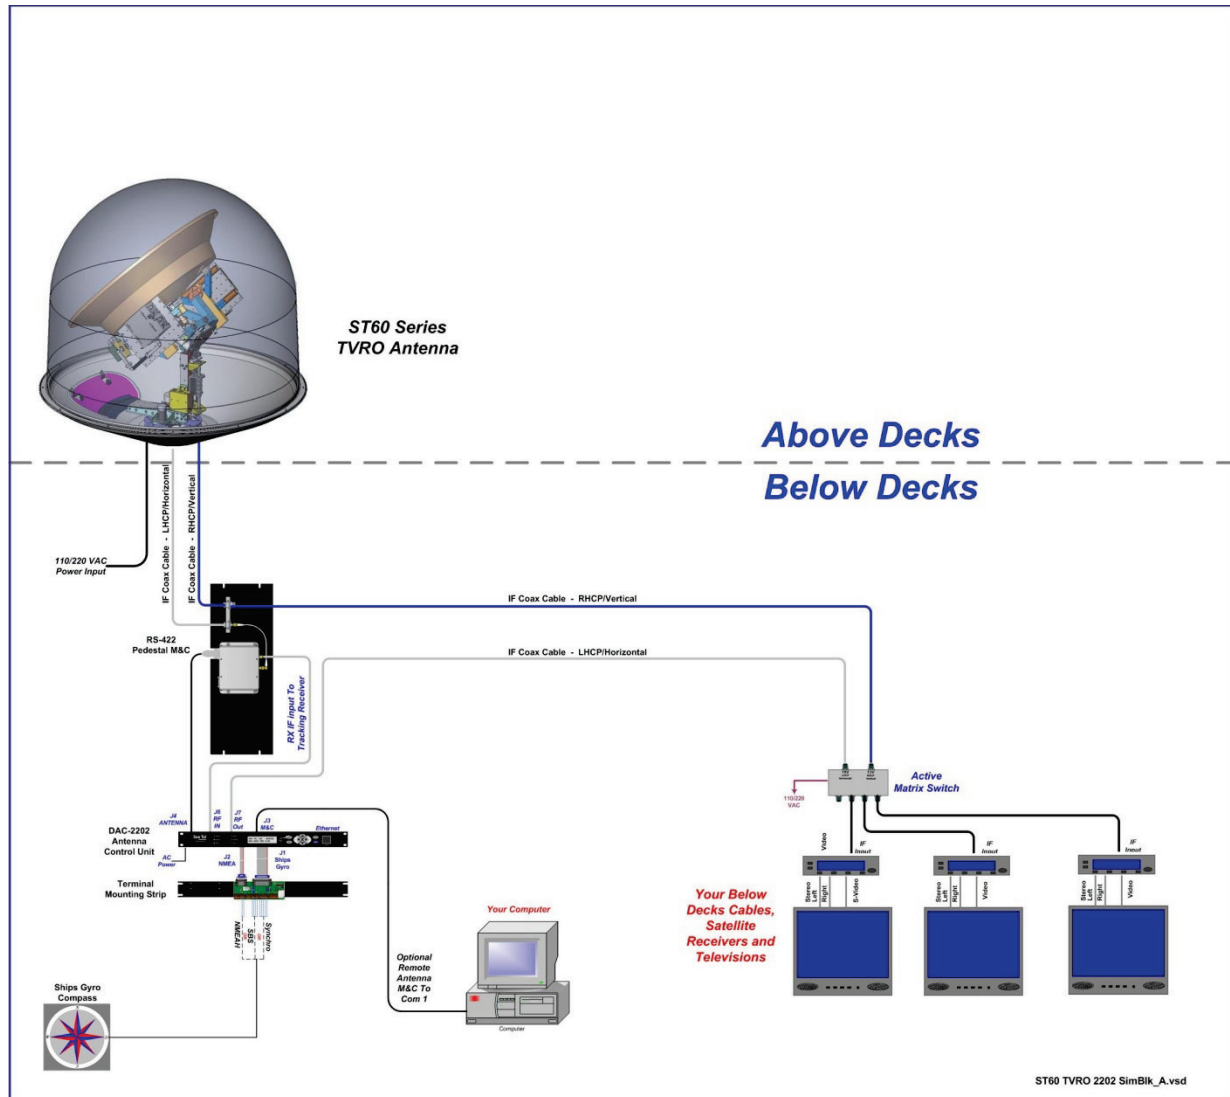 ST60 Series
TVRO Antenna
Above Decks
Below Decks
IF Coax Cable - LHCP/Horizontal
IF Coax Cable - RHCP/Vertical
110/220 VAC
Power Input
IF Coax Cable - RHCP/Vertical
RS-422
Pedestal M&C
IF Coax Cable - LHCP/Horizontal
RX IF input To
Tracking Receiver
Active
Matrix Switch
110/220
VAC
J4
ANTENNA
J6
RF
IN
J7
RF
Out
J3
M&C
Ethernet
DAC-2202
Antenna
Control Unit
AC
Power
J2
NMEA
J1
Ships
Gyro
Terminal
Mounting Strip
NMEAH
SBS
Synchro
Video
IF
Input
IF
Input
IF
Input
Stereo
Left
Right
S-Video
Stereo
Left
Right
Video
Stereo
Left
Right
Video
Your Below
Decks Cables,
Satellite
Receivers and
Televisions
Your Computer
Optional
Remote
Antenna
M&C To
Com 1
Computer
Ships Gyro
Compass
ST60 TVRO 2202 SimBlk_A.vsd